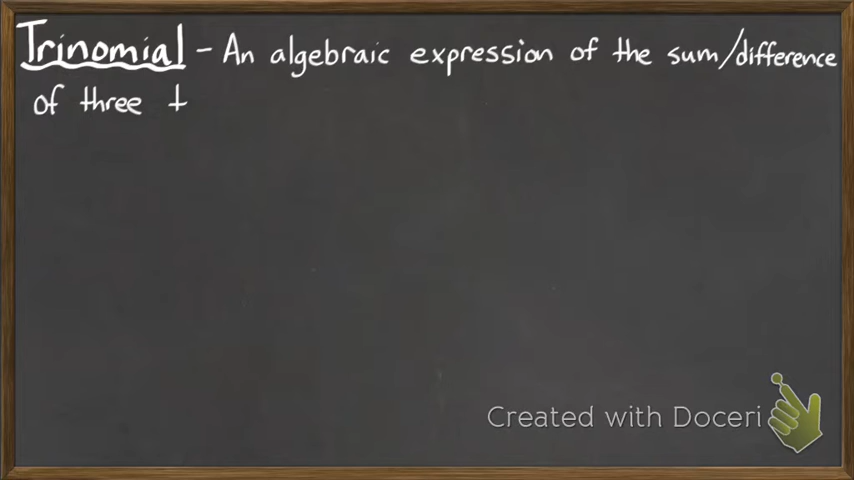 Trinomial - An algebraic expression of the sum/difference
of three t
Created with Doceri